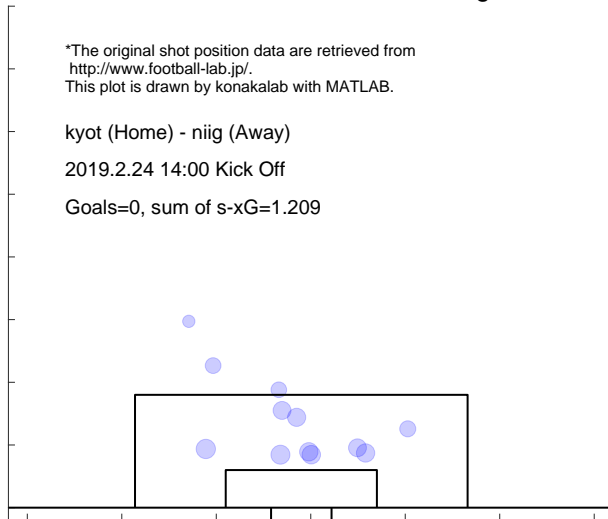 *The original shot position data are retrieved from
http://www.football-lab.jp/.
This plot is drawn by konakalab with MATLAB.
kyot (Home) - niig (Away)
2019.2.24 14:00 Kick Off
Goals=0, sum of s-xG=1.209